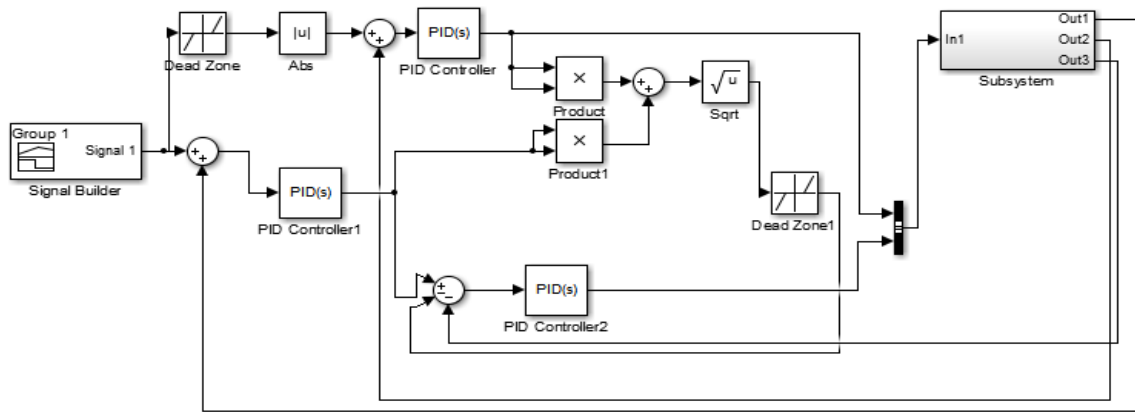 |u|
PID(s)
Dead Zone
Abs
PID Controller
Out1
In1
Out2
Out3
Subsystem
+
+
×
Product
+
+
√u
Sqrt
Group 1
Signal 1
Signal Builder
+
+
×
Product1
PID(s)
PID Controller1
Dead Zone1
+
−
−
PID(s)
PID Controller2